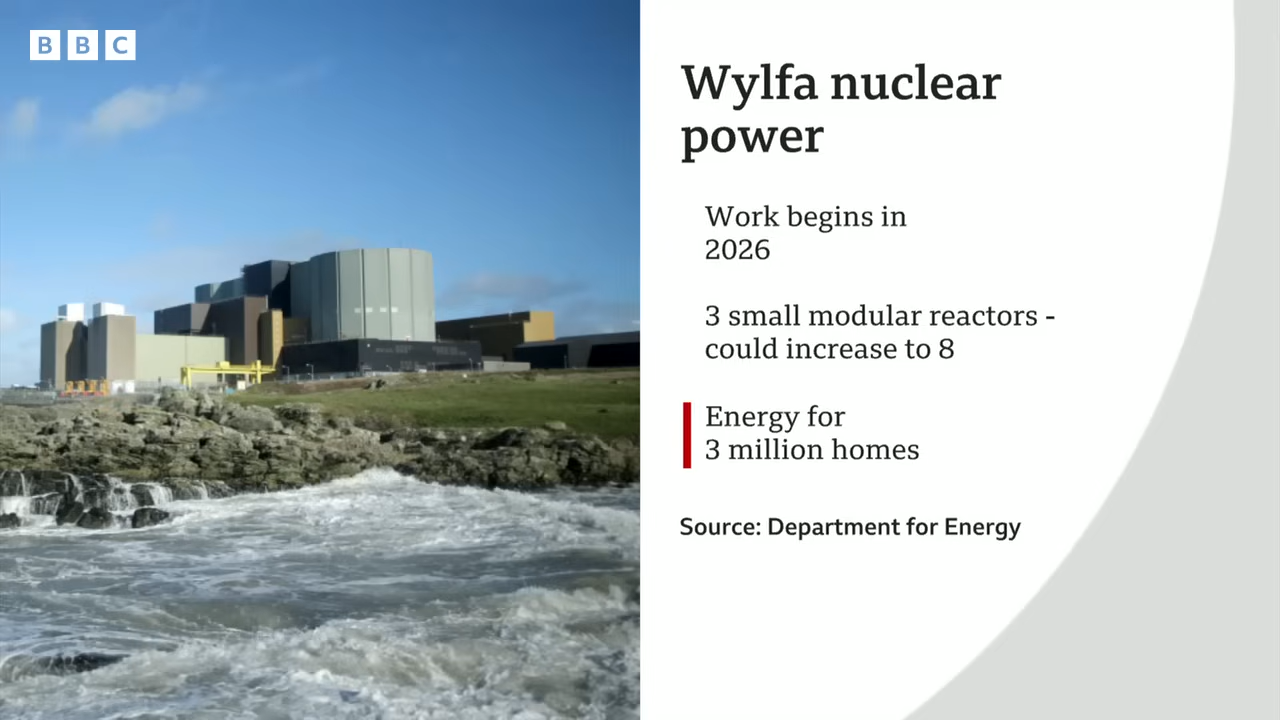 BBC
Wylfa nuclear
power
Work begins in
2026
3 small modular reactors -
could increase to 8
Energy for
3 million homes
Source: Department for Energy